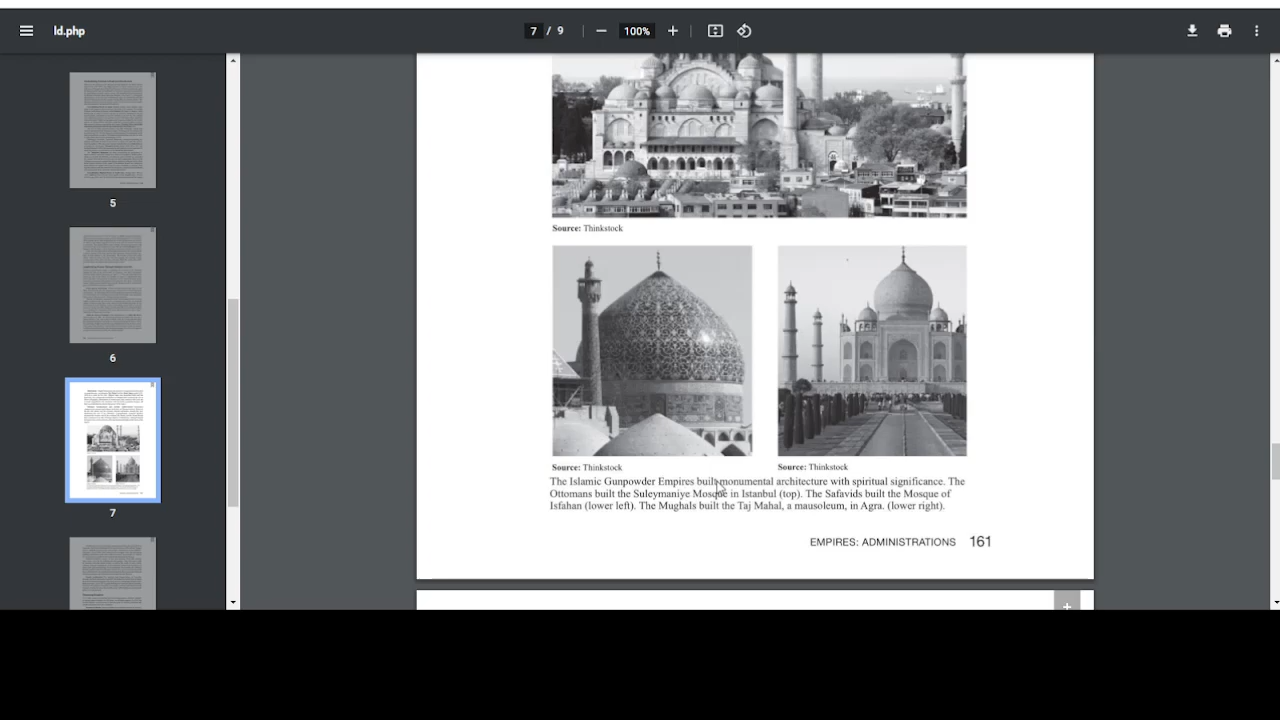 ld.php
7 / 9
100%
5
6
7
Source: Thinkstock
Source: Thinkstock
Source: Thinkstock
The Islamic Gunpowder Empires built monumental architecture with spiritual significance. The
Ottomans built the Suleymaniye Mosque in Istanbul (top). The Safavids built the Mosque of
Isfahan (lower left). The Mughals built the Taj Mahal, a mausoleum, in Agra. (lower right).
EMPIRES: ADMINISTRATIONS 161